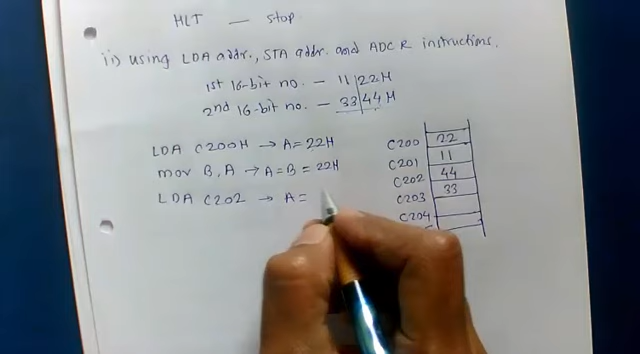 HLT — stop
ii) using LDA addr., STA addr. and ADC R instructions.
1st 16-bit no. - 11|22H
2nd 16-bit no. - 33|44H
LDA C200H → A=22H
mov B,A → A=B=22H
LDA C202 → A=
C200 22
C201 11
C202 44
C203 33
C204